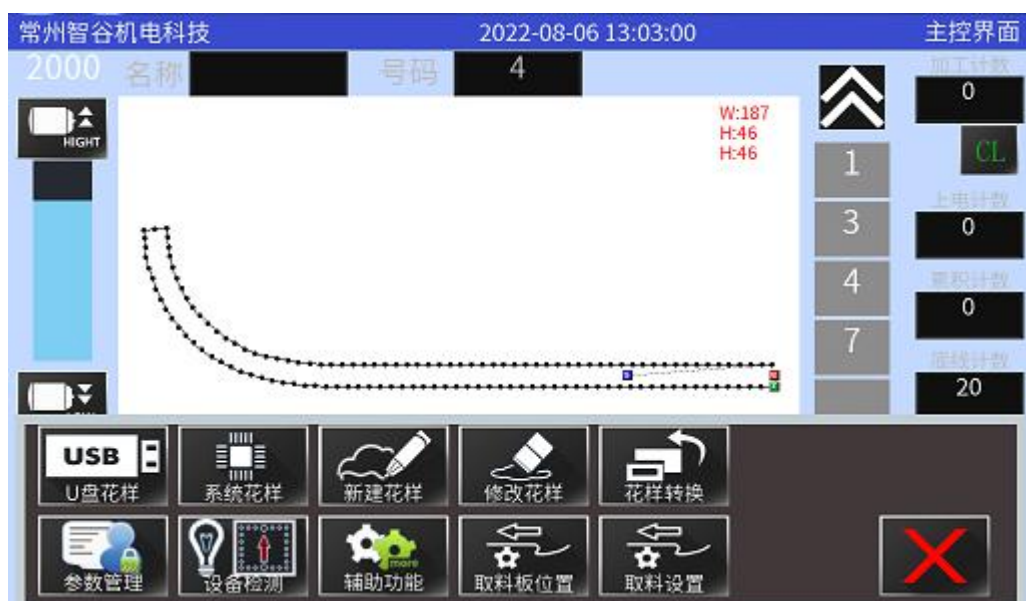 常州智谷机电科技 2022-08-06 13:03:00 主控界面
2000 名称 号码 4 加工计数
0
HIGHT
W:187
H:46
H:46
CL
1
上电计数
3 0
4 累积计数
0
7 底线计数
20
USB
U盘花样 系统花样 新建花样 修改花样 花样转换
more
参数管理 设备检测 辅助功能 取料板位置 取料设置